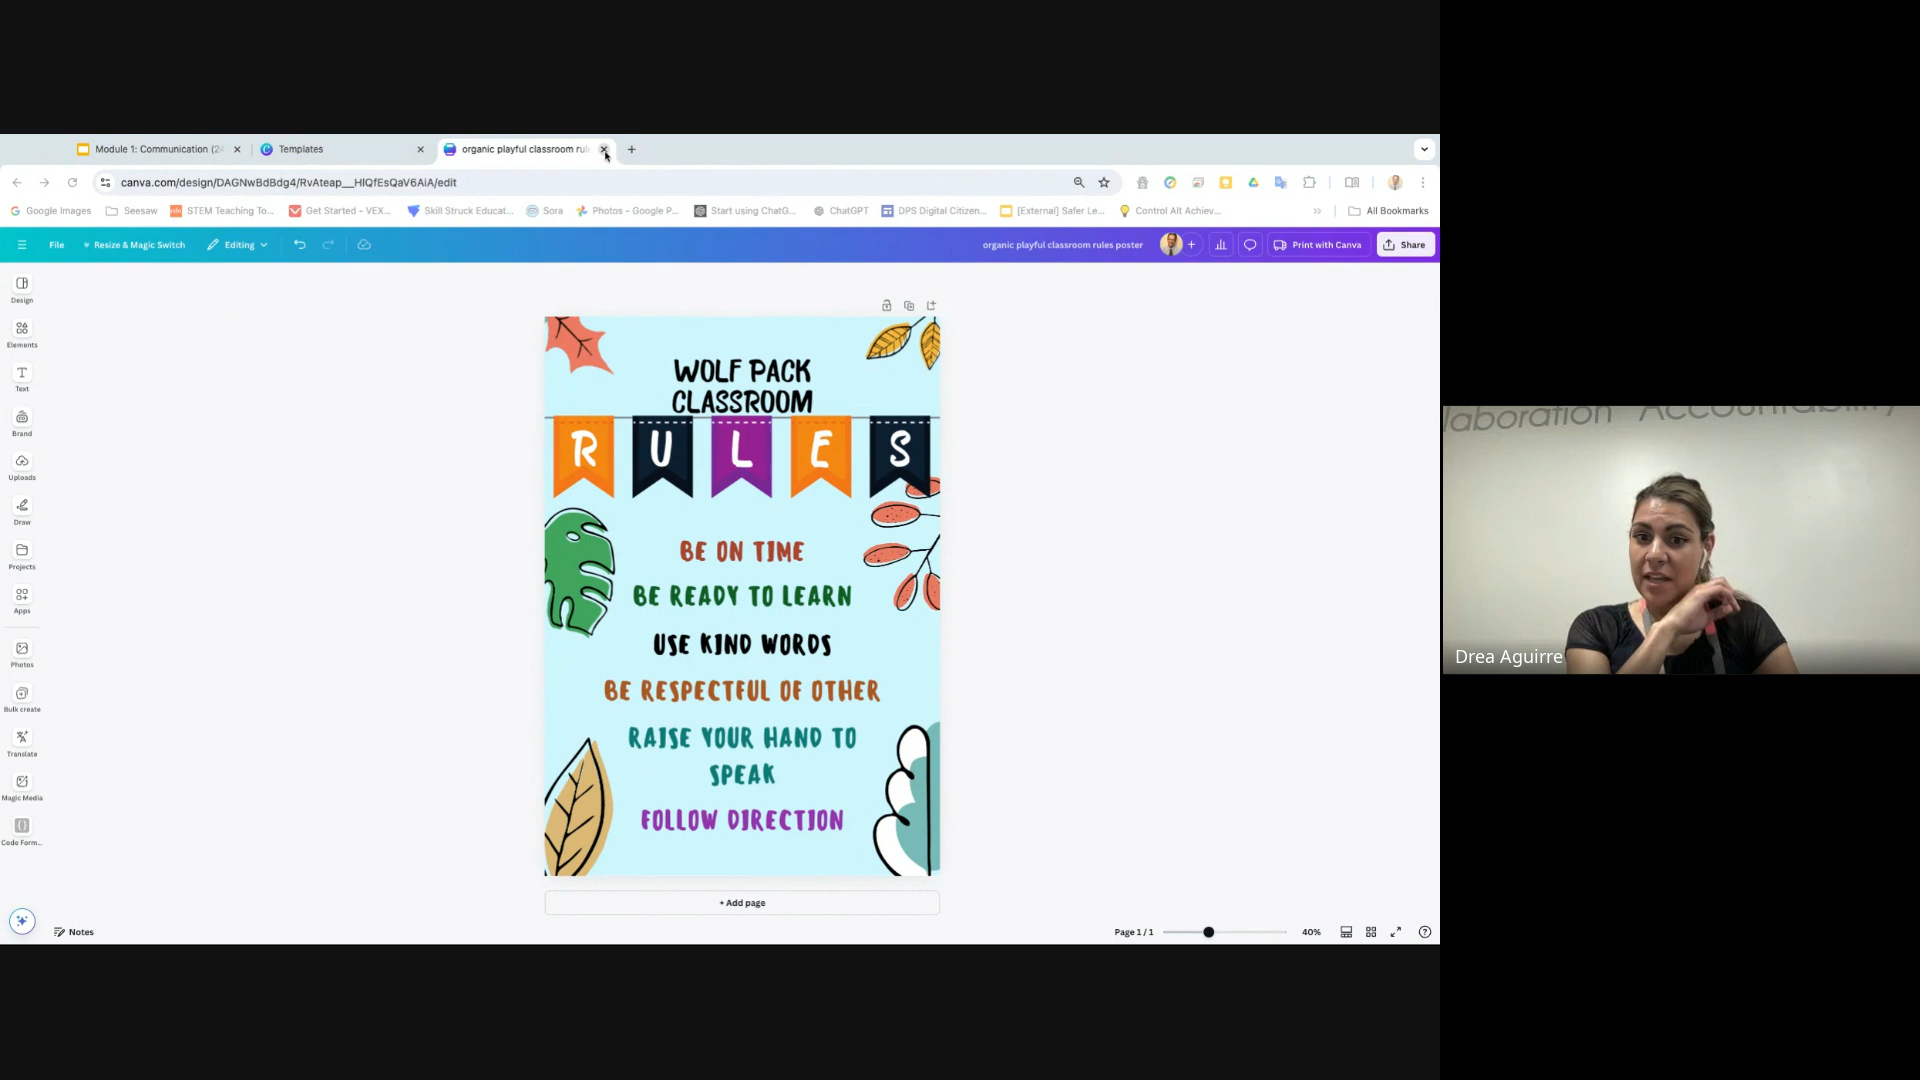 Module 1: Communication (24
Templates
organic playful classroom rul
canva.com/design/DAGNwBdBdg4/RvAteap__HIQfEsQaV6AiA/edit
Google Images
Seesaw
STEM Teaching To...
Get Started - VEX...
Skill Struck Educat...
Sora
Photos - Google P...
Start using ChatG...
ChatGPT
DPS Digital Citizen...
[External] Safer Le...
Control Alt Achiev...
All Bookmarks
File
Resize & Magic Switch
Editing
organic playful classroom rules poster
Print with Canva
Share
Design
Elements
Text
Brand
Uploads
Draw
Projects
Apps
Photos
Bulk create
Translate
Magic Media
Code Form...
WOLF PACK
CLASSROOM
RULES
BE ON TIME
BE READY TO LEARN
USE KIND WORDS
BE RESPECTFUL OF OTHER
RAISE YOUR HAND TO
SPEAK
FOLLOW DIRECTION
+ Add page
Notes
Page 1 / 1
40%
laboration Accountability
Drea Aguirre